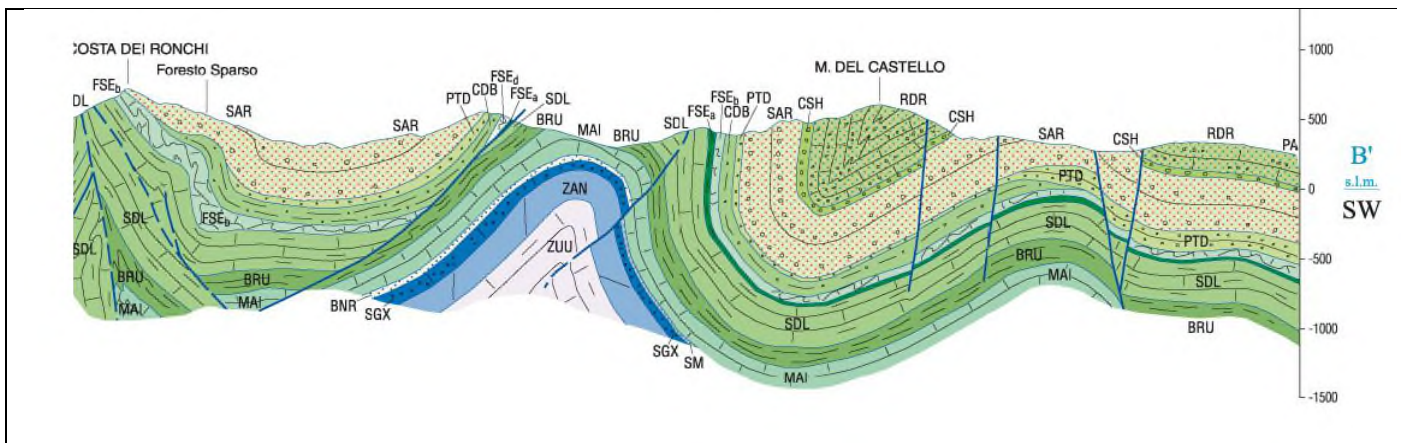 COSTA DEI RONCHI
Foresto Sparso
M. DEL CASTELLO
DL
FSEb
SAR
SAR
PTD
CDB
FSEd
FSEa
SDL
BRU
MAI
BRU
SDL
FSEa
FSEb
CDB
PTD
SAR
CSH
RDR
CSH
SAR
CSH
RDR
PA
1000
500
0
-500
-1000
-1500
B'
s.l.m.
SW
SDL
FSEb
SDL
BRU
MAI
BRU
MAI
BNR
SGX
ZAN
ZUU
SGX
SM
SDL
MAI
PTD
SDL
BRU
MAI
PTD
SDL
BRU